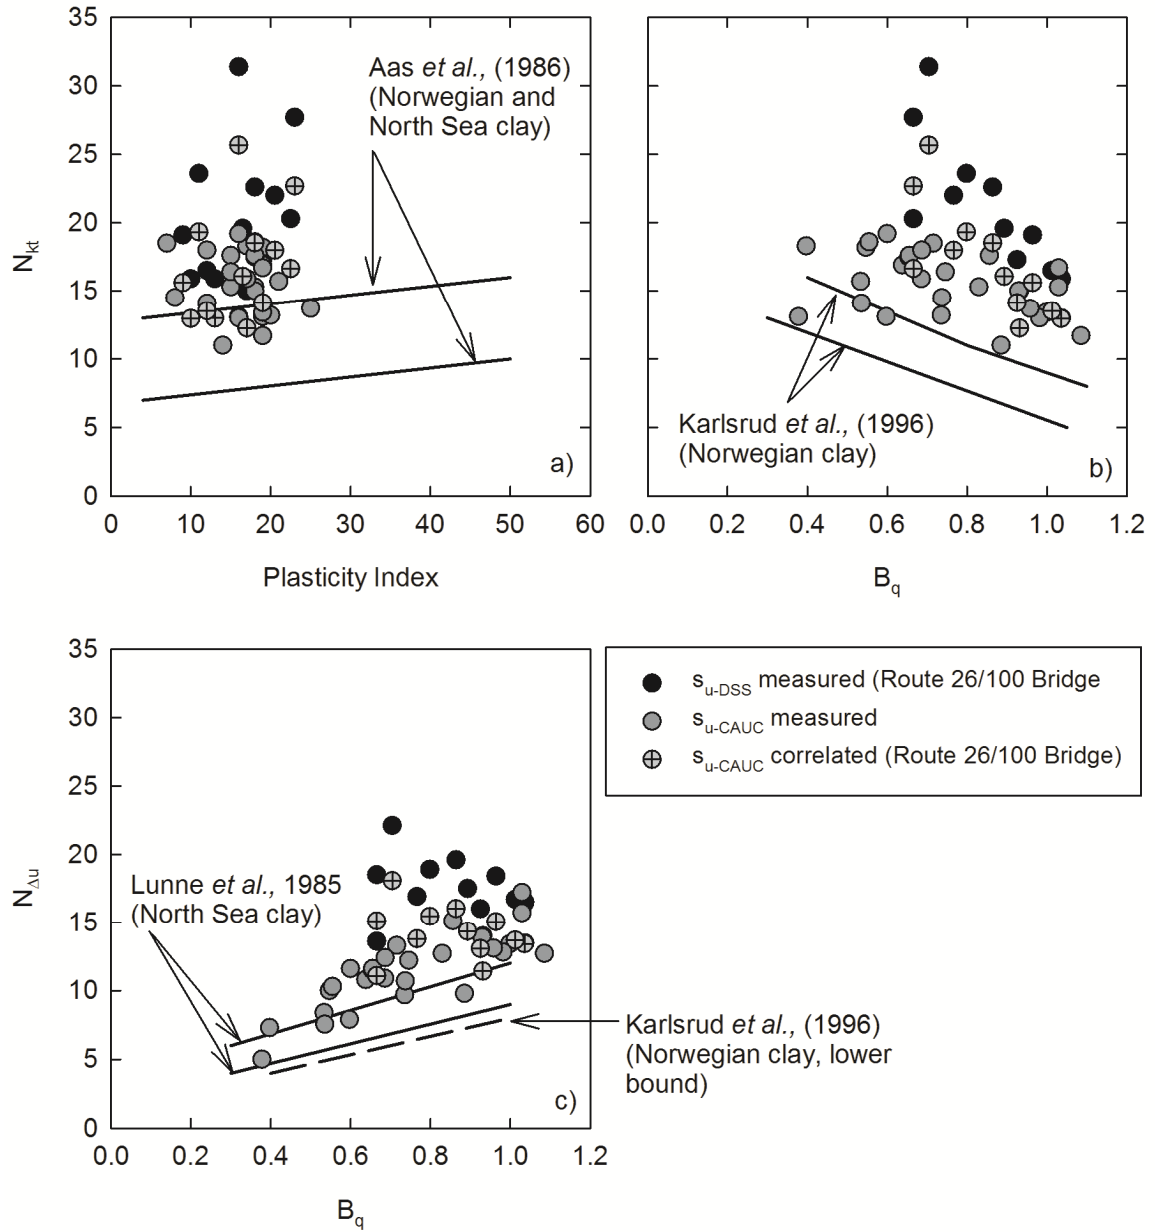 35
30
25
20
15
10
5
0
N_kt
Aas et al., (1986)
(Norwegian and
North Sea clay)
a)
0 10 20 30 40 50 60
Plasticity Index
Karlsrud et al., (1996)
(Norwegian clay)
b)
0.0 0.2 0.4 0.6 0.8 1.0 1.2
B_q
35
30
25
20
15
10
5
0
N_Δu
Lunne et al., 1985
(North Sea clay)
c)
0.0 0.2 0.4 0.6 0.8 1.0 1.2
B_q
s_u-DSS measured (Route 26/100 Bridge
s_u-CAUC measured
s_u-CAUC correlated (Route 26/100 Bridge)
Karlsrud et al., (1996)
(Norwegian clay, lower
bound)